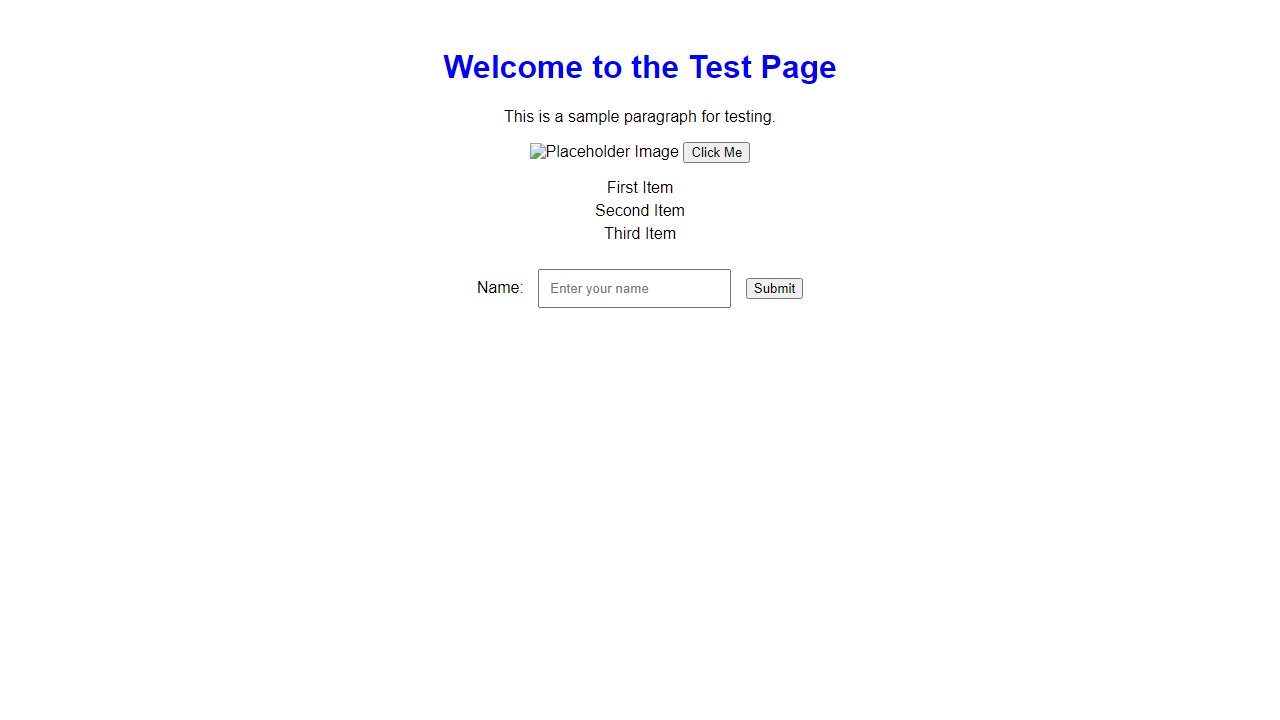 Welcome to the Test Page
This is a sample paragraph for testing.
Placeholder Image Click Me
First Item
Second Item
Third Item
Name: Enter your name Submit